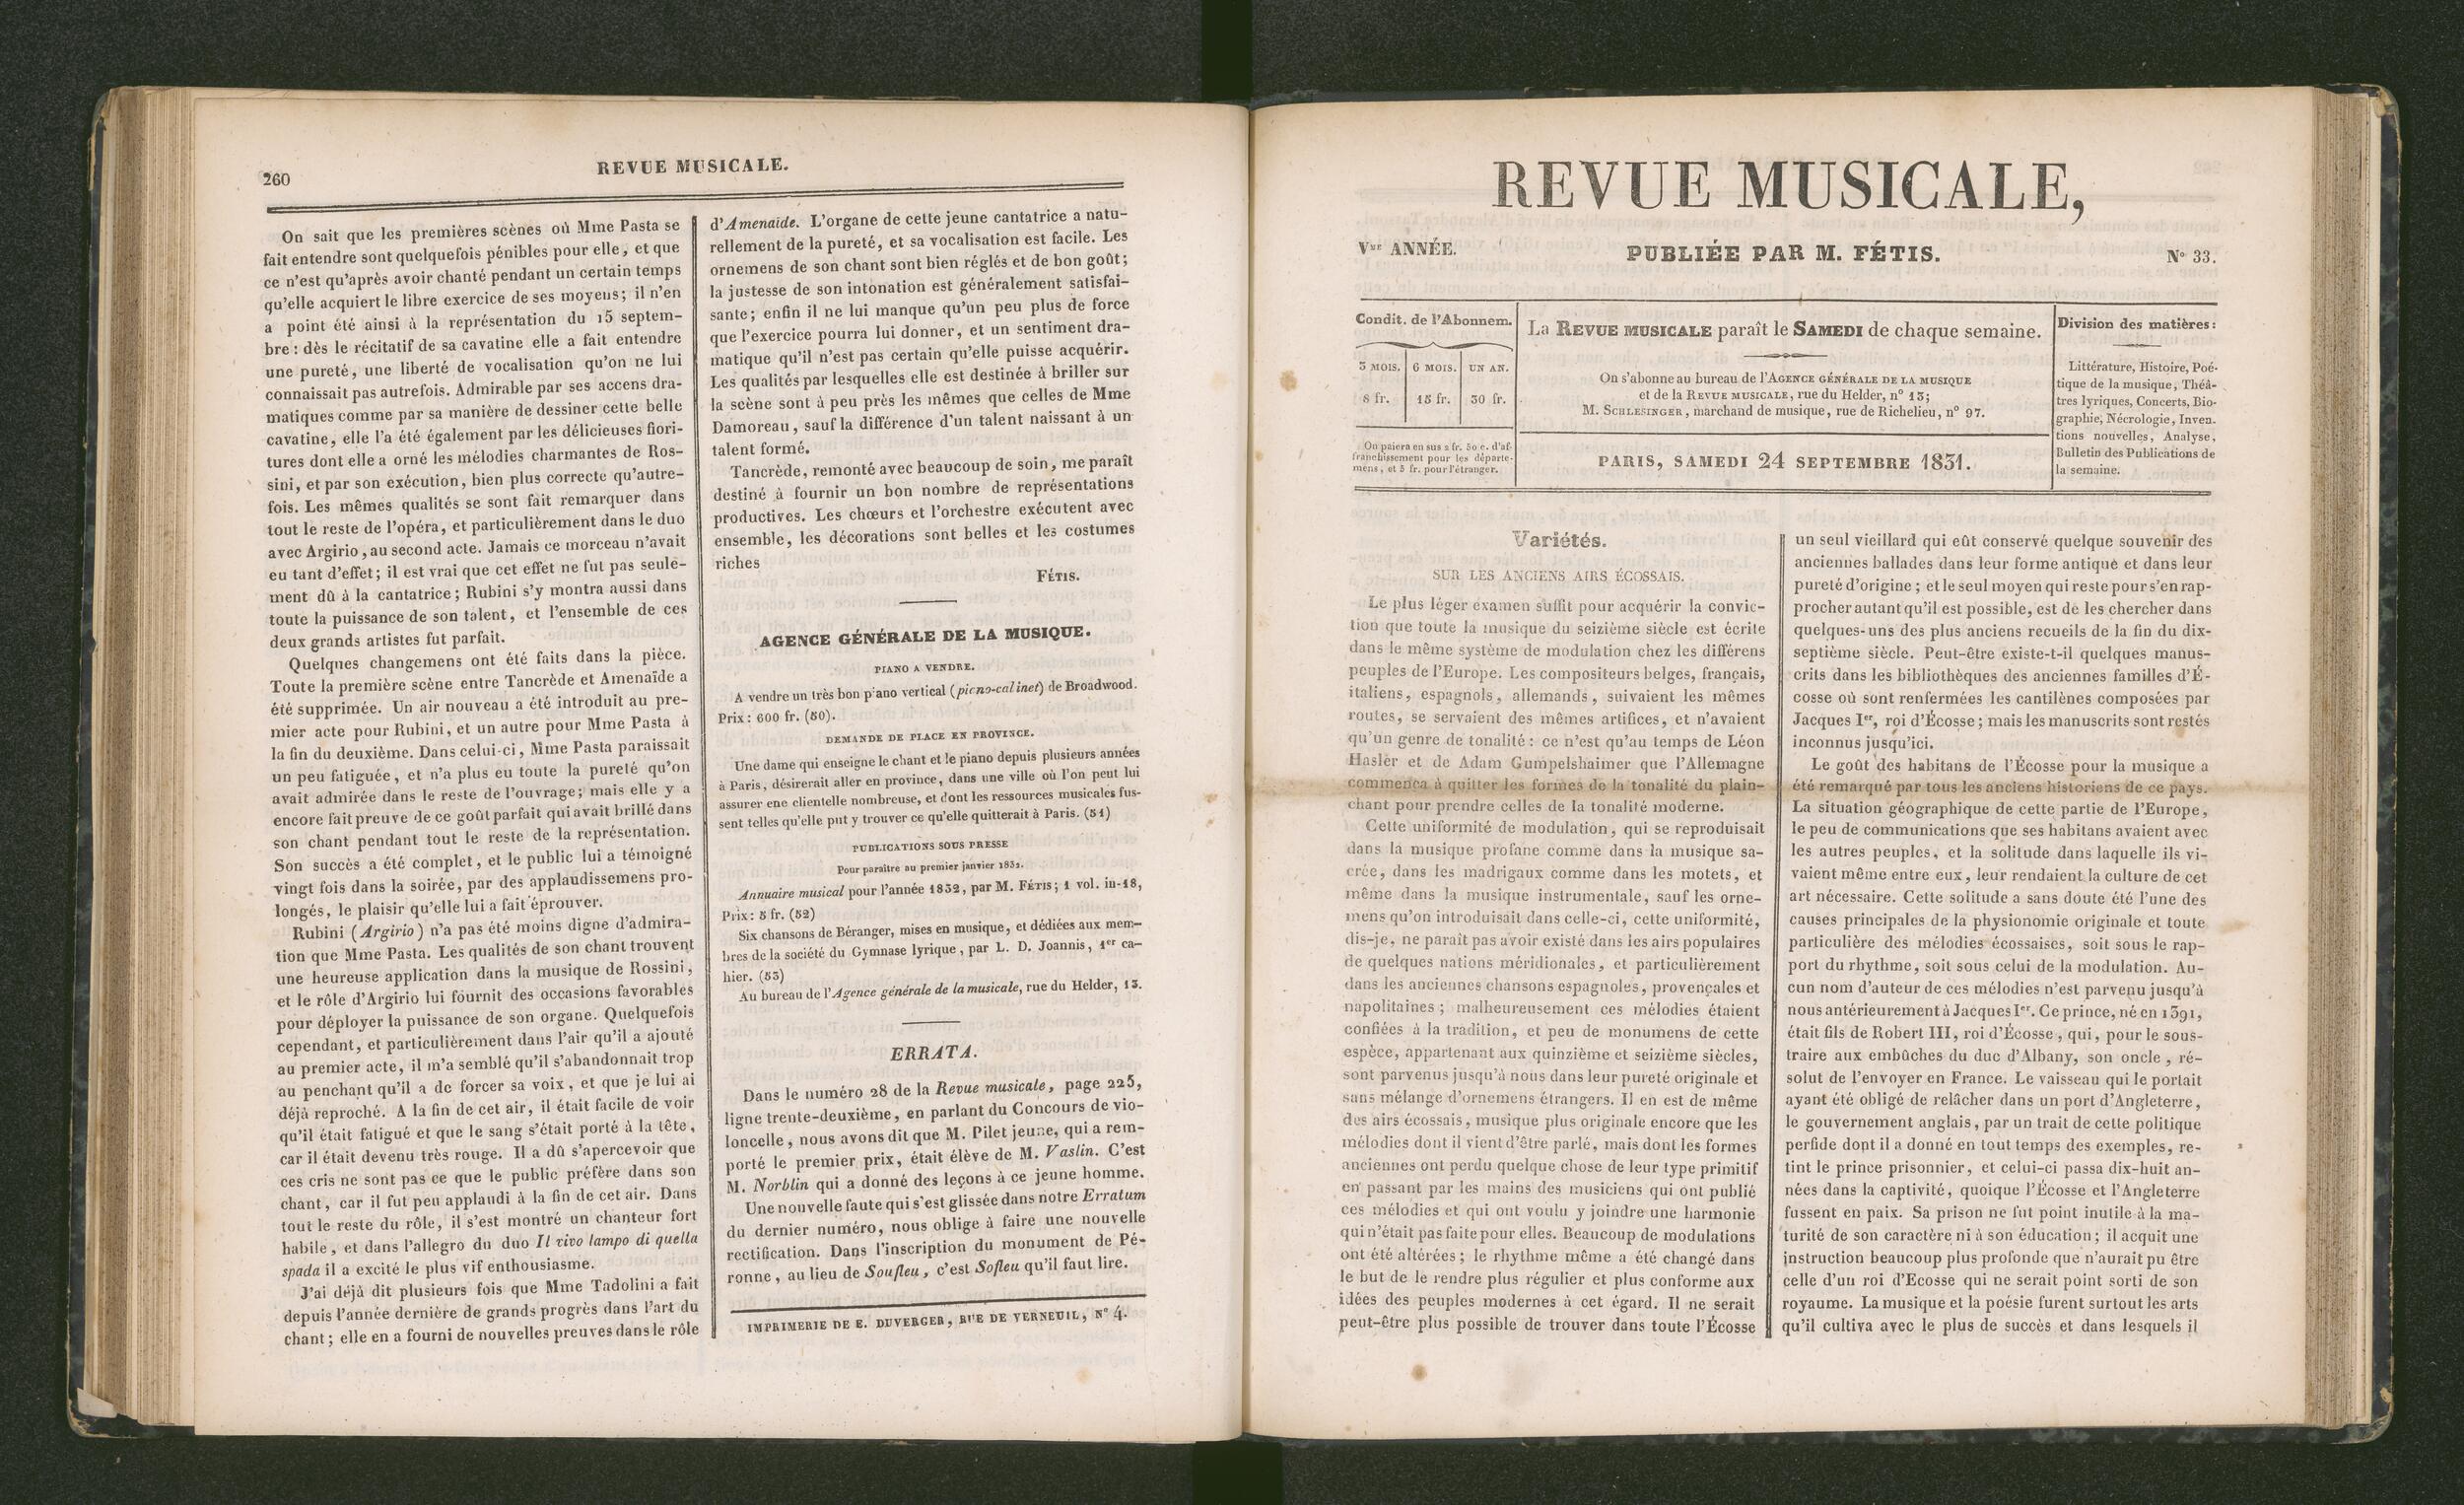 260
REVUE MUSICALE.
On sait que les premières scènes où Mme Pasta se
fait entendre sont quelquefois pénibles pour elle, et que
ce n'est qu'après avoir chanté pendant un certain temps
qu'elle acquiert le libre exercice de ses moyens; il n'en
a point été ainsi à la représentation du 15 septem-
bre : dès le récitatif de sa cavatine elle a fait entendre
une pureté, une liberté de vocalisation qu'on ne lui
connaissait pas autrefois. Admirable par ses accens dra-
matiques comme par sa manière de dessiner cette belle
cavatine, elle l'a été également par les délicieuses fiori-
tures dont elle a orné les mélodies charmantes de Ros-
sini, et par son exécution, bien plus correcte qu'autre-
fois. Les mêmes qualités se sont fait remarquer dans
tout le reste de l'opéra, et particulièrement dans le duo
avec Argirio, au second acte. Jamais ce morceau n'avait
eu tant d'effet; il est vrai que cet effet ne fut pas seule-
ment dû à la cantatrice; Rubini s'y montra aussi dans
toute la puissance de son talent, et l'ensemble de ces
deux grands artistes fut parfait.
Quelques changemens ont été faits dans la pièce.
Toute la première scène entre Tancrède et Amenaïde a
été supprimée. Un air nouveau a été introduit au pre-
mier acte pour Rubini, et un autre pour Mme Pasta à
la fin du deuxième. Dans celui-ci, Mme Pasta paraissait
un peu fatiguée, et n'a plus eu toute la pureté qu'on
avait admirée dans le reste de l'ouvrage; mais elle y a
encore fait preuve de ce goût parfait qui avait brillé dans
son chant pendant tout le reste de la représentation.
Son succès a été complet, et le public lui a témoigné
vingt fois dans la soirée, par des applaudissemens pro-
longés, le plaisir qu'elle lui a fait éprouver.
Rubini (Argirio) n'a pas été moins digne d'admira-
tion que Mme Pasta. Les qualités de son chant trouvent
une heureuse application dans la musique de Rossini,
et le rôle d'Argirio lui fournit des occasions favorables
pour déployer la puissance de son organe. Quelquefois
cependant, et particulièrement dans l'air qu'il a ajouté
au premier acte, il m'a semblé qu'il s'abandonnait trop
au penchant qu'il a de forcer sa voix, et que je lui ai
déjà reproché. A la fin de cet air, il était facile de voir
qu'il était fatigué et que le sang s'était porté à la tête,
car il était devenu très rouge. Il a dû s'apercevoir que
ces cris ne sont pas ce que le public préfère dans son
chant, car il fut peu applaudi à la fin de cet air. Dans
tout le reste du rôle, il s'est montré un chanteur fort
habile, et dans l'allegro du duo Il vivo lampo di quella
spada il a excité le plus vif enthousiasme.
J'ai déjà dit plusieurs fois que Mme Tadolini a fait
depuis l'année dernière de grands progrès dans l'art du
chant; elle en a fourni de nouvelles preuves dans le rôle
d'Amenaïde. L'organe de cette jeune cantatrice a natu-
rellement de la pureté, et sa vocalisation est facile. Les
ornemens de son chant sont bien réglés et de bon goût;
la justesse de son intonation est généralement satisfai-
sante; enfin il ne lui manque qu'un peu plus de force
que l'exercice pourra lui donner, et un sentiment dra-
matique qu'il n'est pas certain qu'elle puisse acquérir.
Les qualités par lesquelles elle est destinée à briller sur
la scène sont à peu près les mêmes que celles de Mme
Damoreau, sauf la différence d'un talent naissant à un
talent formé.
Tancrède, remonté avec beaucoup de soin, me paraît
destiné à fournir un bon nombre de représentations
productives. Les chœurs et l'orchestre exécutent avec
ensemble, les décorations sont belles et les costumes
riches
FÉTIS.
AGENCE GÉNÉRALE DE LA MUSIQUE.
PIANO A VENDRE.
A vendre un très bon piano vertical (piano-cabinet) de Broadwood.
Prix : 600 fr. (50).
DEMANDE DE PLACE EN PROVINCE.
Une dame qui enseigne le chant et le piano depuis plusieurs années
à Paris, désirerait aller en province, dans une ville où l'on peut lui
assurer ene clientelle nombreuse, et dont les ressources musicales fus-
sent telles qu'elle put y trouver ce qu'elle quitterait à Paris. (51)
PUBLICATIONS SOUS PRESSE
Pour paraître au premier janvier 1832.
Annuaire musical pour l'année 1832, par M. FÉTIS; 1 vol. in-18,
Prix : 5 fr. (52)
Six chansons de Béranger, mises en musique, et dédiées aux mem-
bres de la société du Gymnase lyrique, par L. D. Joannis, 1er ca-
hier. (53)
Au bureau de l'Agence générale de la musicale, rue du Helder, 13.
ERRATA.
Dans le numéro 28 de la Revue musicale, page 225,
ligne trente-deuxième, en parlant du Concours de vio-
loncelle, nous avons dit que M. Pilet jeune, qui a rem-
porté le premier prix, était élève de M. Vaslin. C'est
M. Norblin qui a donné des leçons à ce jeune homme.
Une nouvelle faute qui s'est glissée dans notre Erratum
du dernier numéro, nous oblige à faire une nouvelle
rectification. Dans l'inscription du monument de Pé-
ronne, au lieu de Soufleu, c'est Sofleu qu'il faut lire.
IMPRIMERIE DE E. DUVERGER, RUE DE VERNEUIL, N° 4.
REVUE MUSICALE,
Vme ANNÉE.
PUBLIÉE PAR M. FÉTIS.
N° 33.
Condit. de l'Abonnem.
3 MOIS. 6 MOIS. UN AN.
8 fr. 15 fr. 30 fr.
On paiera en sus 2 fr. 50 c. d'af-
franchissement pour les départe-
mens, et 5 fr. pour l'étranger.
La REVUE MUSICALE paraît le SAMEDI de chaque semaine.
On s'abonne au bureau de l'AGENCE GÉNÉRALE DE LA MUSIQUE
et de la REVUE MUSICALE, rue du Helder, n° 13;
M. SCHLESINGER, marchand de musique, rue de Richelieu, n° 97.
PARIS, SAMEDI 24 SEPTEMBRE 1831.
Division des matières :
Littérature, Histoire, Poé-
tique de la musique, Théâ-
tres lyriques, Concerts, Bio-
graphie, Nécrologie, Inven-
tions nouvelles, Analyse,
Bulletin des Publications de
la semaine.
Variétés.
SUR LES ANCIENS AIRS ÉCOSSAIS.
Le plus léger examen suffit pour acquérir la convic-
tion que toute la musique du seizième siècle est écrite
dans le même système de modulation chez les différens
peuples de l'Europe. Les compositeurs belges, français,
italiens, espagnols, allemands, suivaient les mêmes
routes, se servaient des mêmes artifices, et n'avaient
qu'un genre de tonalité : ce n'est qu'au temps de Léon
Hasler et de Adam Gumpelshaimer que l'Allemagne
commença à quitter les formes de la tonalité du plain-
chant pour prendre celles de la tonalité moderne.
Cette uniformité de modulation, qui se reproduisait
dans la musique profane comme dans la musique sa-
crée, dans les madrigaux comme dans les motets, et
même dans la musique instrumentale, sauf les orne-
mens qu'on introduisait dans celle-ci, cette uniformité,
dis-je, ne paraît pas avoir existé dans les airs populaires
de quelques nations méridionales, et particulièrement
dans les anciennes chansons espagnoles, provençales et
napolitaines; malheureusement ces mélodies étaient
confiées à la tradition, et peu de monumens de cette
espèce, appartenant aux quinzième et seizième siècles,
sont parvenus jusqu'à nous dans leur pureté originale et
sans mélange d'ornemens étrangers. Il en est de même
des airs écossais, musique plus originale encore que les
mélodies dont il vient d'être parlé, mais dont les formes
anciennes ont perdu quelque chose de leur type primitif
en passant par les mains des musiciens qui ont publié
ces mélodies et qui ont voulu y joindre une harmonie
qui n'était pas faite pour elles. Beaucoup de modulations
ont été altérées; le rhythme même a été changé dans
le but de le rendre plus régulier et plus conforme aux
idées des peuples modernes à cet égard. Il ne serait
peut-être plus possible de trouver dans toute l'Écosse
un seul vieillard qui eût conservé quelque souvenir des
anciennes ballades dans leur forme antique et dans leur
pureté d'origine; et le seul moyen qui reste pour s'en rap-
procher autant qu'il est possible, est de les chercher dans
quelques-uns des plus anciens recueils de la fin du dix-
septième siècle. Peut-être existe-t-il quelques manus-
crits dans les bibliothèques des anciennes familles d'É-
cosse où sont renfermées les cantilènes composées par
Jacques Ier, roi d'Écosse; mais les manuscrits sont restés
inconnus jusqu'ici.
Le goût des habitans de l'Écosse pour la musique a
été remarqué par tous les anciens historiens de ce pays.
La situation géographique de cette partie de l'Europe,
le peu de communications que ses habitans avaient avec
les autres peuples, et la solitude dans laquelle ils vi-
vaient même entre eux, leur rendaient la culture de cet
art nécessaire. Cette solitude a sans doute été l'une des
causes principales de la physionomie originale et toute
particulière des mélodies écossaises, soit sous le rap-
port du rhythme, soit sous celui de la modulation. Au-
cun nom d'auteur de ces mélodies n'est parvenu jusqu'à
nous antérieurement à Jacques Ier. Ce prince, né en 1391,
était fils de Robert III, roi d'Écosse, qui, pour le sous-
traire aux embûches du duc d'Albany, son oncle, ré-
solut de l'envoyer en France. Le vaisseau qui le portait
ayant été obligé de relâcher dans un port d'Angleterre,
le gouvernement anglais, par un trait de cette politique
perfide dont il a donné en tout temps des exemples, re-
tint le prince prisonnier, et celui-ci passa dix-huit an-
nées dans la captivité, quoique l'Écosse et l'Angleterre
fussent en paix. Sa prison ne fut point inutile à la ma-
turité de son caractère ni à son éducation; il acquit une
instruction beaucoup plus profonde que n'aurait pu être
celle d'un roi d'Ecosse qui ne serait point sorti de son
royaume. La musique et la poésie furent surtout les arts
qu'il cultiva avec le plus de succès et dans lesquels il